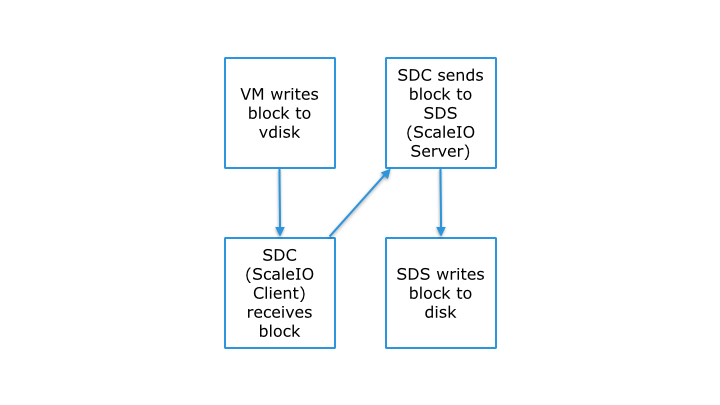 VM writes
block to
vdisk
SDC
(ScaleIO
Client)
receives
block
SDC sends
block to
SDS
(ScaleIO
Server)
SDS writes
block to
disk